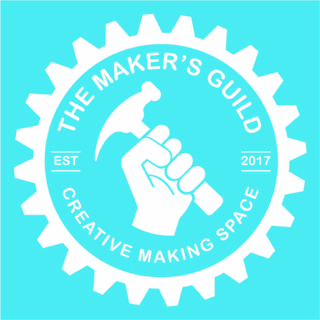 THE MAKER'S GUILD
EST
2017
CREATIVE MAKING SPACE